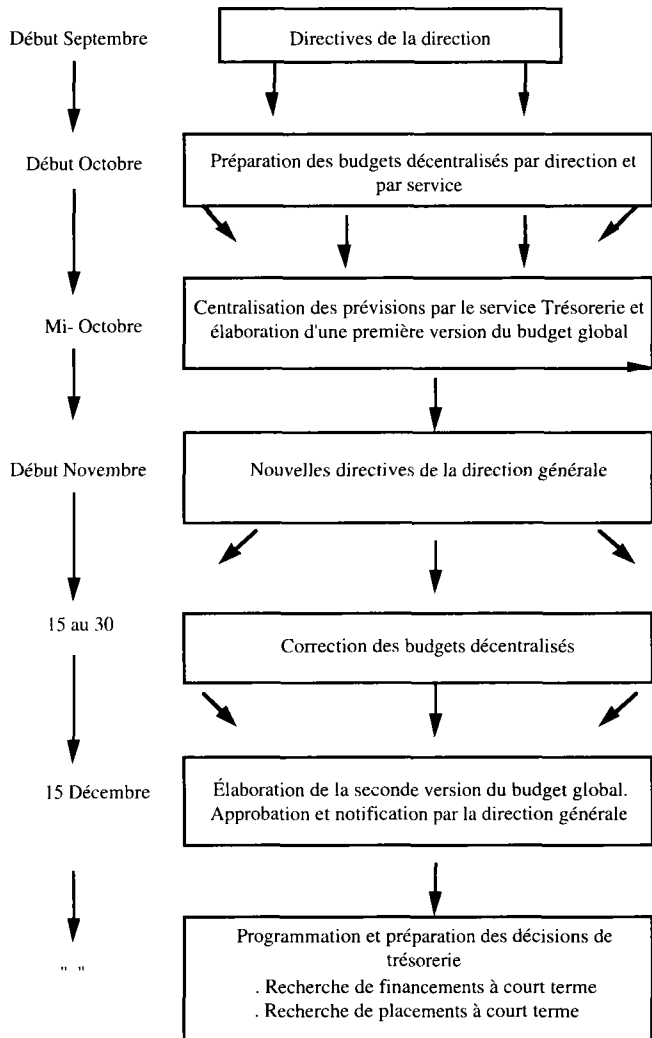 Début Septembre
Directives de la direction
Début Octobre
Préparation des budgets décentralisés par direction et
par service
Mi- Octobre
Centralisation des prévisions par le service Trésorerie et
élaboration d'une première version du budget global
Début Novembre
Nouvelles directives de la direction générale
15 au 30
Correction des budgets décentralisés
15 Décembre
Élaboration de la seconde version du budget global.
Approbation et notification par la direction générale
" "
Programmation et préparation des décisions de
trésorerie
. Recherche de financements à court terme
. Recherche de placements à court terme